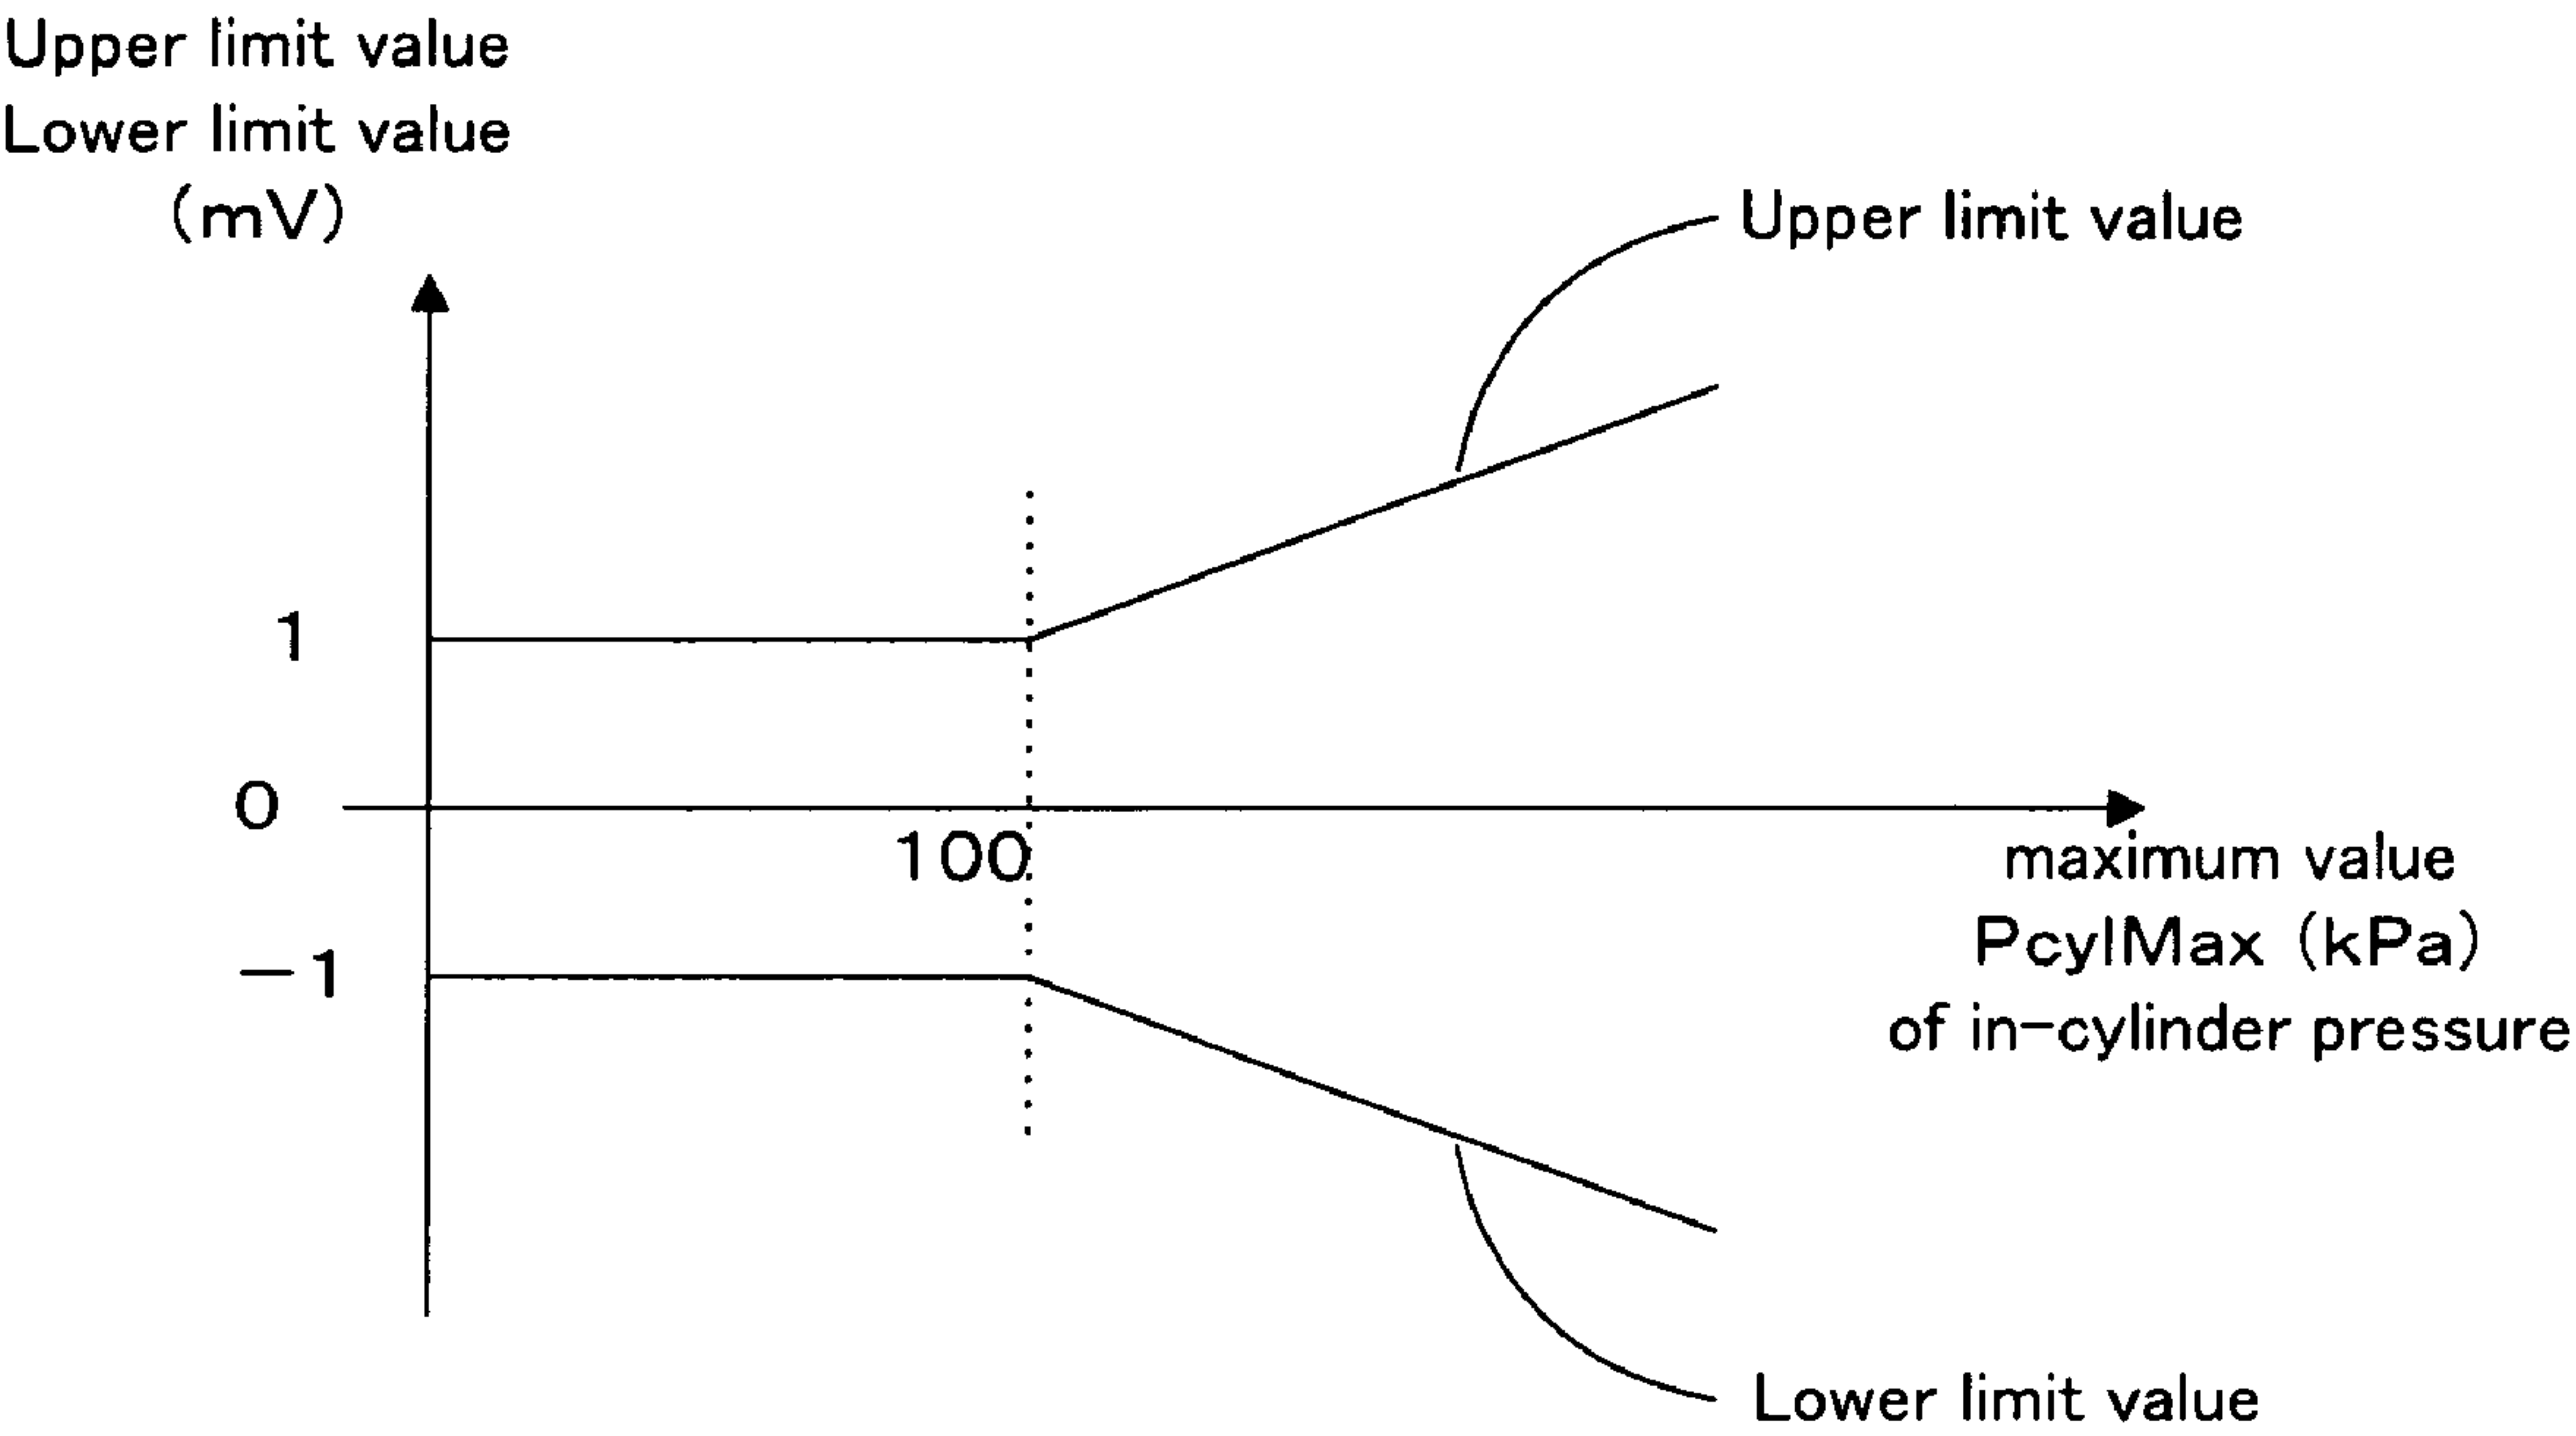 Upper limit value
Lower limit value
(mV)
Upper limit value
1
0
100
maximum value
PcylMax (kPa)
of in-cylinder pressure
−1
Lower limit value